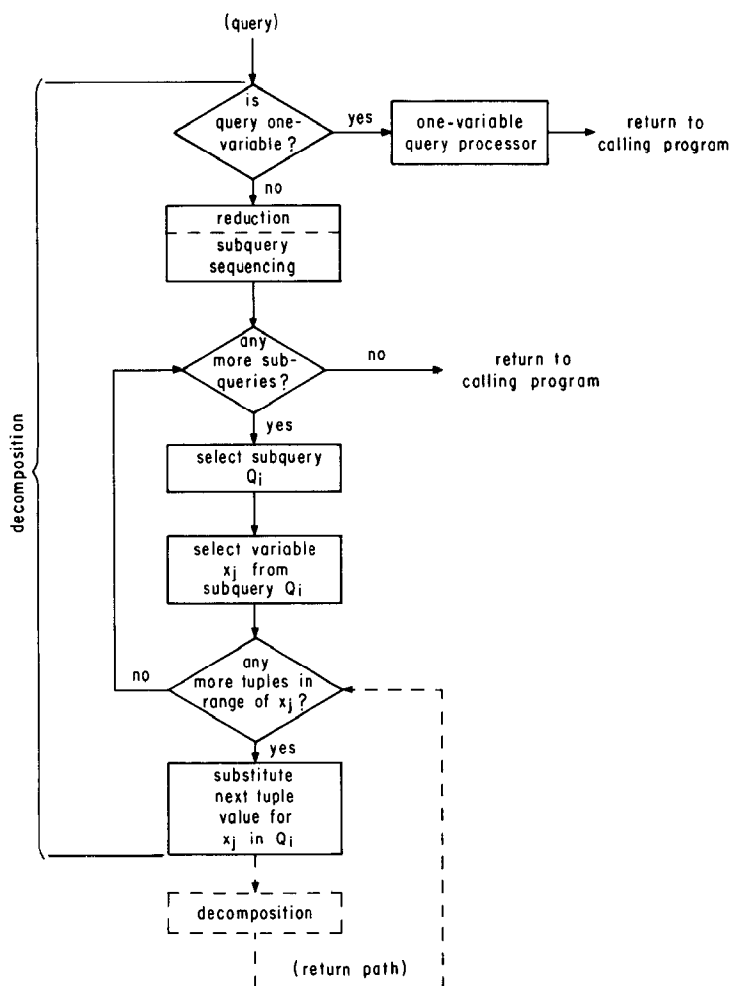 (query)
is
query one-
variable?
yes
one-variable
query processor
return to
calling program
no
reduction
subquery
sequencing
any
more sub-
queries?
no
return to
calling program
yes
select subquery
Qi
select variable
xj from
subquery Qi
decomposition
any
more tuples in
range of xj?
no
yes
substitute
next tuple
value for
xj in Qi
decomposition
(return path)